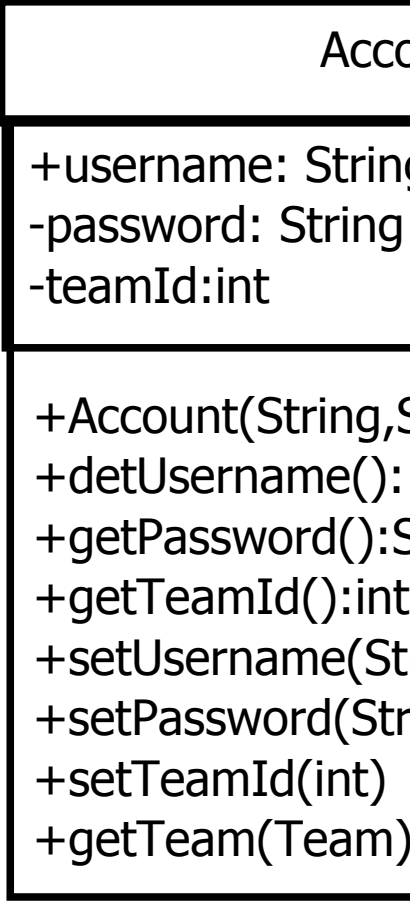 Acco
+username: String
-password: String
-teamId:int
+Account(String,S
+detUsername():
+getPassword():S
+getTeamId():int
+setUsername(St
+setPassword(Str
+setTeamId(int)
+getTeam(Team)